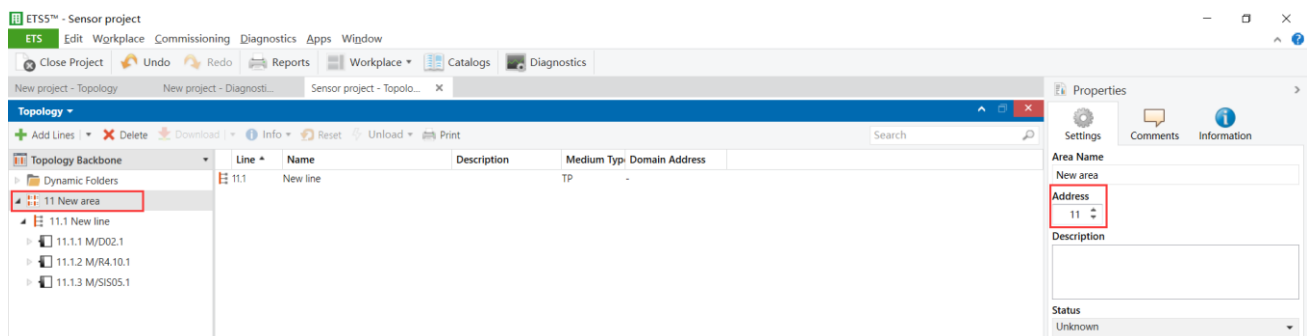 ETS5™ - Sensor project
ETS Edit Workplace Commissioning Diagnostics Apps Window
Close Project Undo Redo Reports Workplace Catalogs Diagnostics
New project - Topology New project - Diagnosti... Sensor project - Topolo...
Topology
Add Lines Delete Download Info Reset Unload Print Search
Topology Backbone
Dynamic Folders
11 New area
11.1 New line
11.1.1 M/D02.1
11.1.2 M/R4.10.1
11.1.3 M/SIS05.1
Line Name Description Medium Typ Domain Address
11.1 New line TP -
Properties
Settings Comments Information
Area Name
New area
Address
11
Description
Status
Unknown